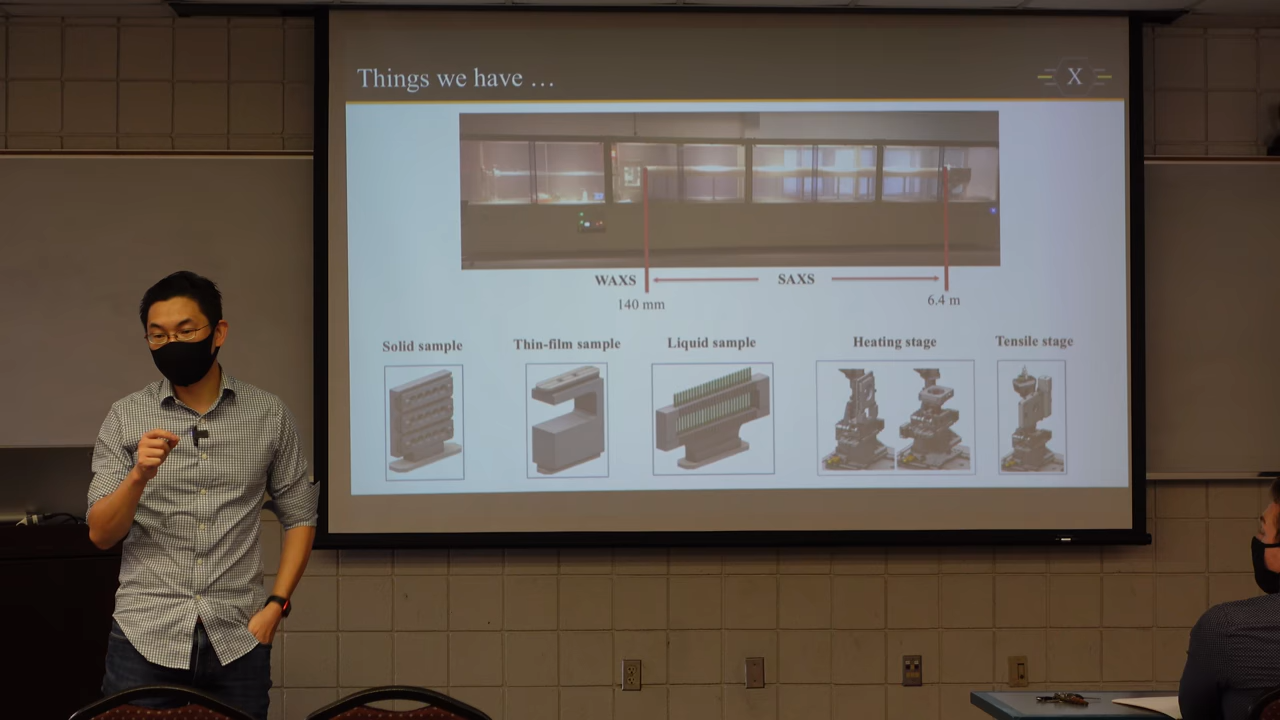 Things we have …
X
WAXS
SAXS
140 mm
6.4 m
Solid sample
Thin-film sample
Liquid sample
Heating stage
Tensile stage